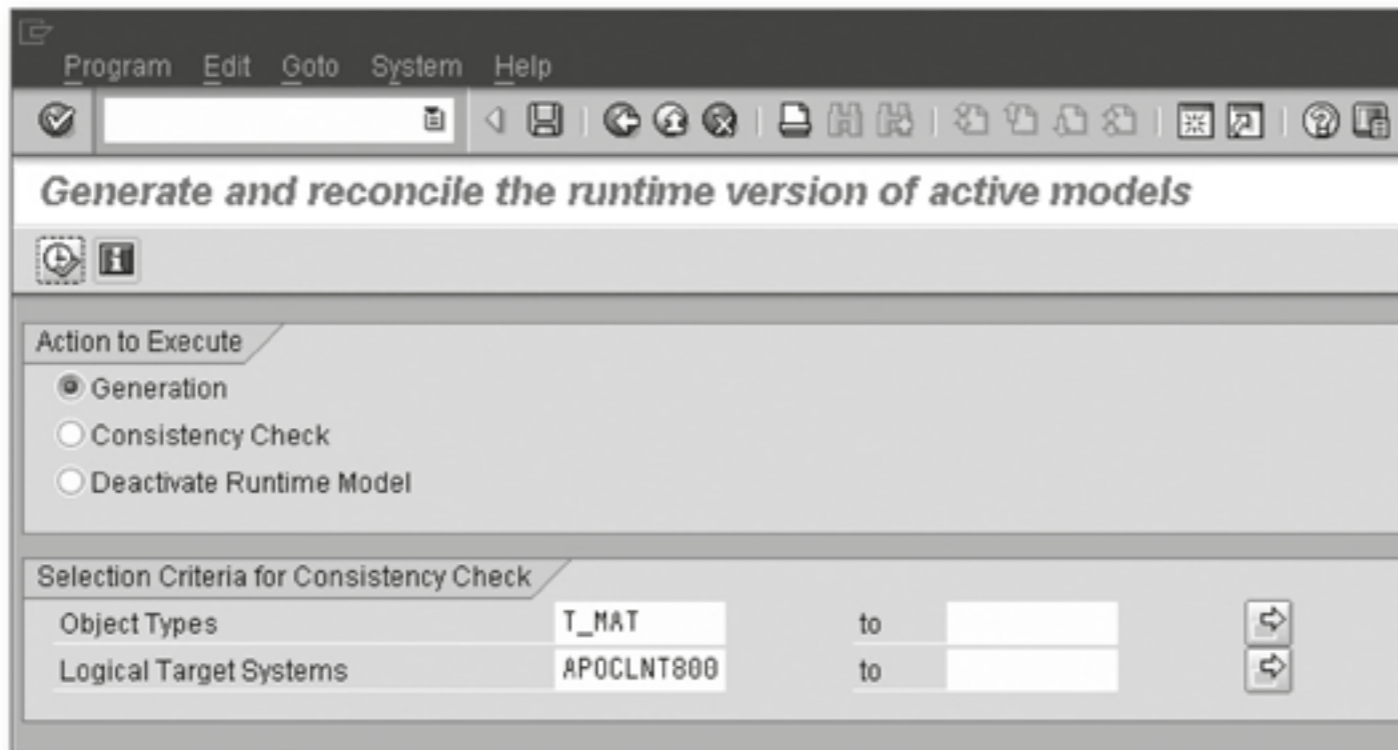 Program Edit Goto System Help
Generate and reconcile the runtime version of active models
Action to Execute
Generation
Consistency Check
Deactivate Runtime Model
Selection Criteria for Consistency Check
Object Types T_MAT to
Logical Target Systems APOCLNT800 to